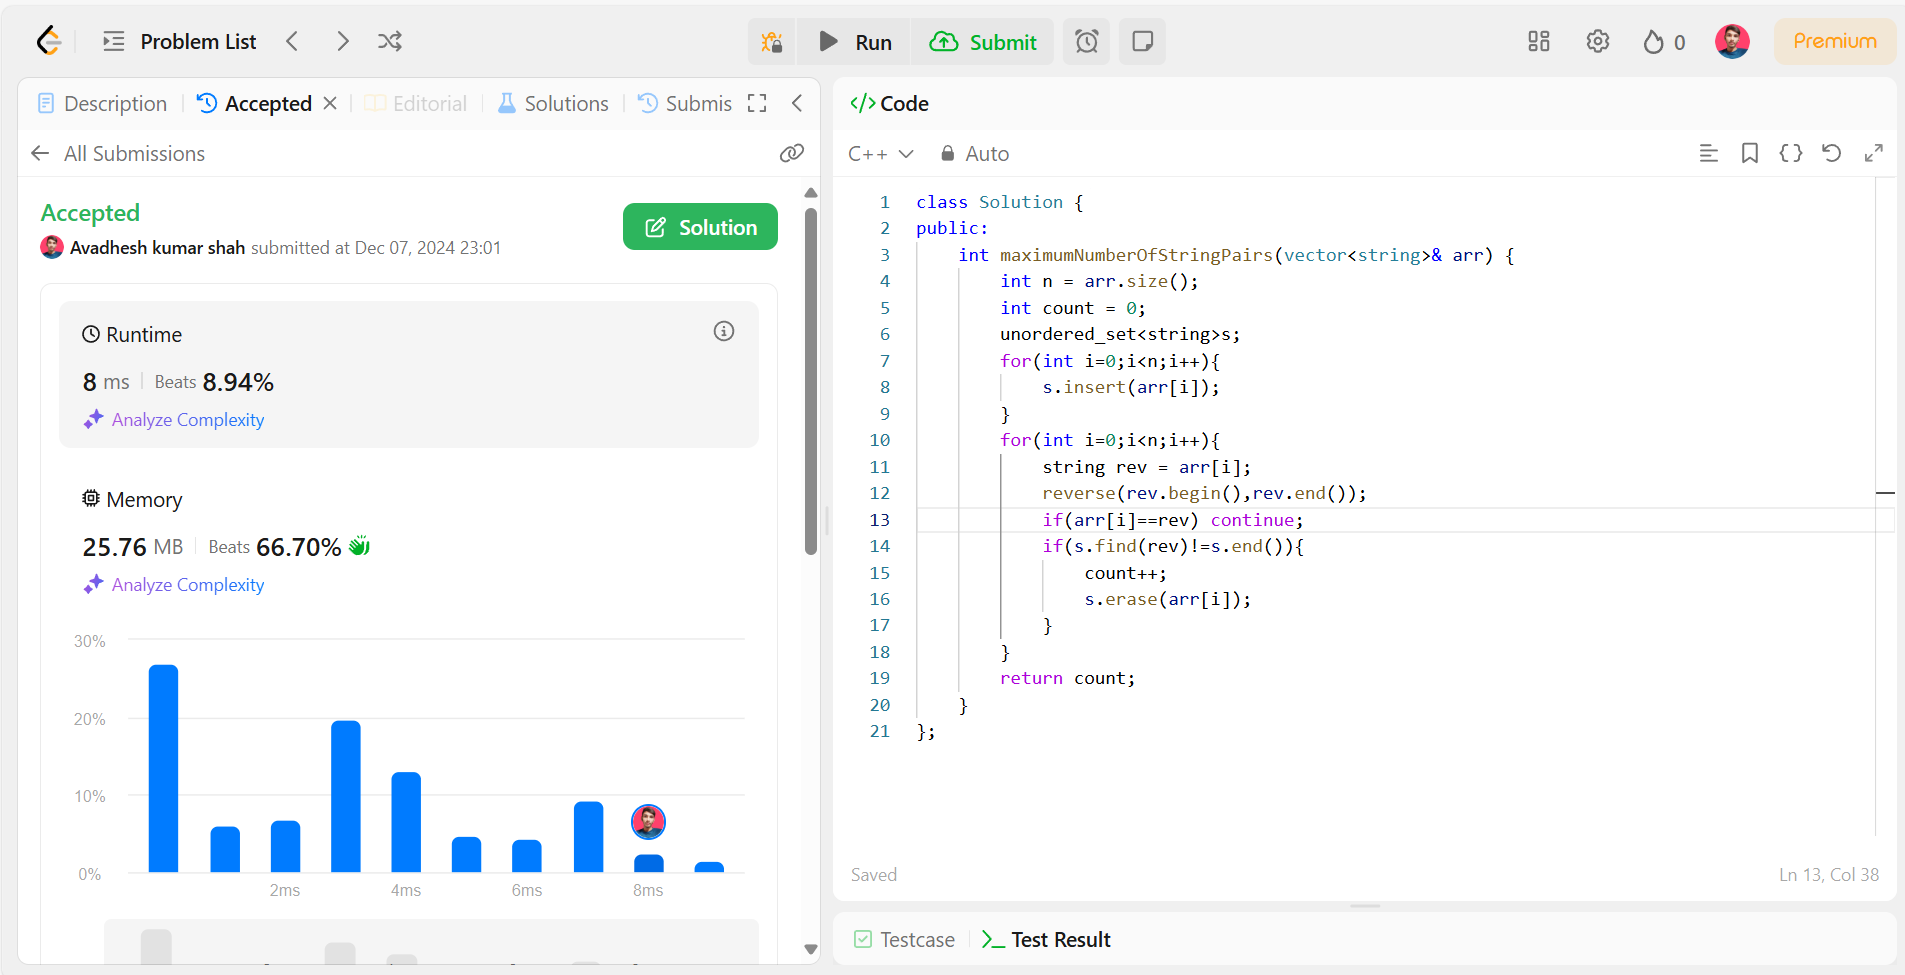 Problem List
Run
Submit
0
Premium
Description
Accepted
Editorial
Solutions
Submis
All Submissions
Accepted
Avadhesh kumar shah submitted at Dec 07, 2024 23:01
Solution
Runtime
8 ms
Beats 8.94%
Analyze Complexity
Memory
25.76 MB
Beats 66.70%
Analyze Complexity
30%
20%
10%
0%
2ms
4ms
6ms
8ms
</> Code
C++
Auto
1 class Solution {
2 public:
3     int maximumNumberOfStringPairs(vector<string>& arr) {
4         int n = arr.size();
5         int count = 0;
6         unordered_set<string>s;
7         for(int i=0;i<n;i++){
8             s.insert(arr[i]);
9         }
10         for(int i=0;i<n;i++){
11             string rev = arr[i];
12             reverse(rev.begin(),rev.end());
13             if(arr[i]==rev) continue;
14             if(s.find(rev)!=s.end()){
15                 count++;
16                 s.erase(arr[i]);
17             }
18         }
19         return count;
20     }
21 };
Saved
Ln 13, Col 38
Testcase
Test Result